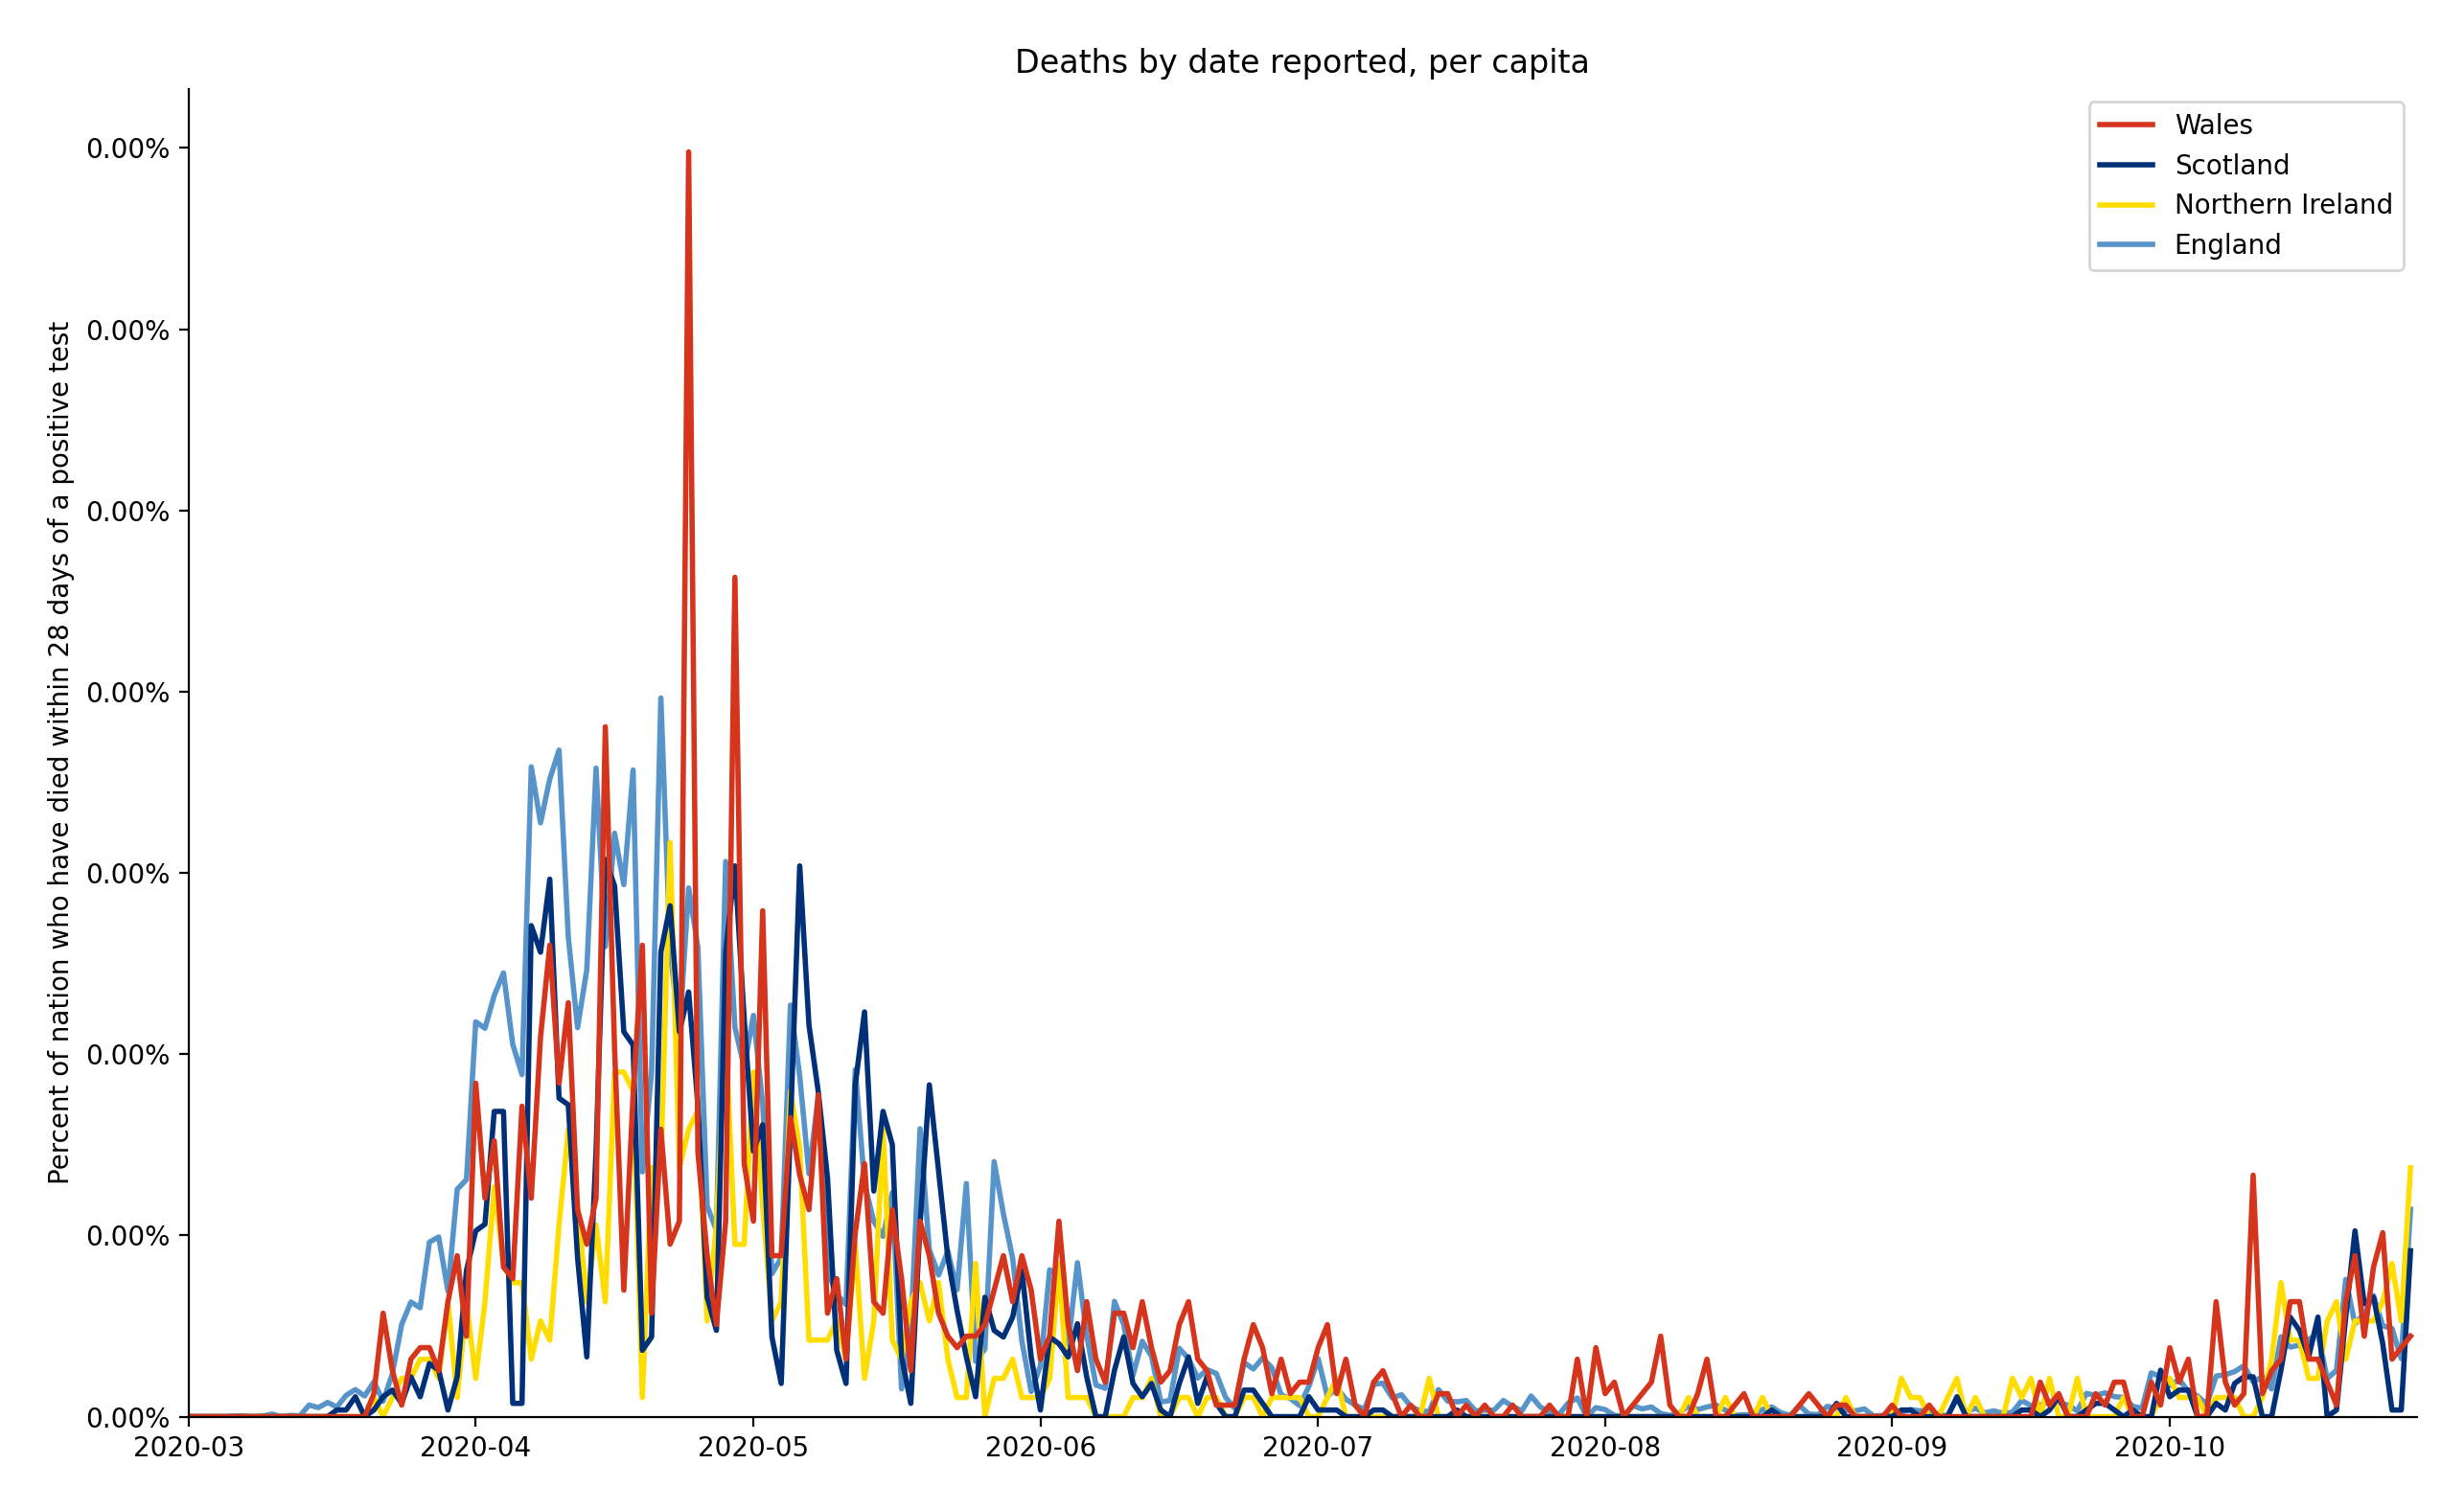 Deaths by date reported, per capita
Wales
Scotland
Northern Ireland
England
Percent of nation who have died within 28 days of a positive test
0.00%
0.00%
0.00%
0.00%
0.00%
0.00%
0.00%
0.00%
2020-03 2020-04 2020-05 2020-06 2020-07 2020-08 2020-09 2020-10